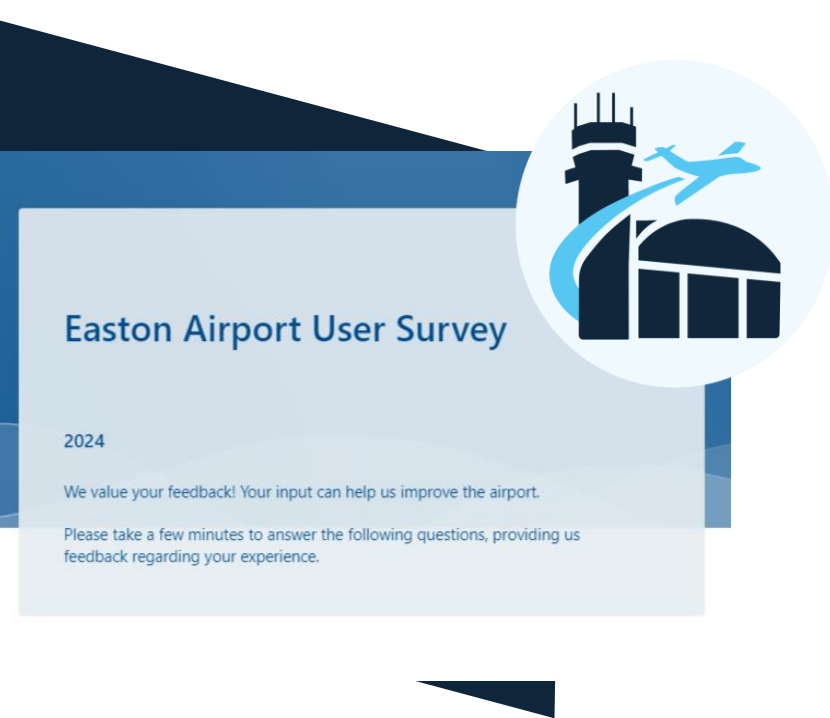 Easton Airport User Survey
2024
We value your feedback! Your input can help us improve the airport.
Please take a few minutes to answer the following questions, providing us
feedback regarding your experience.